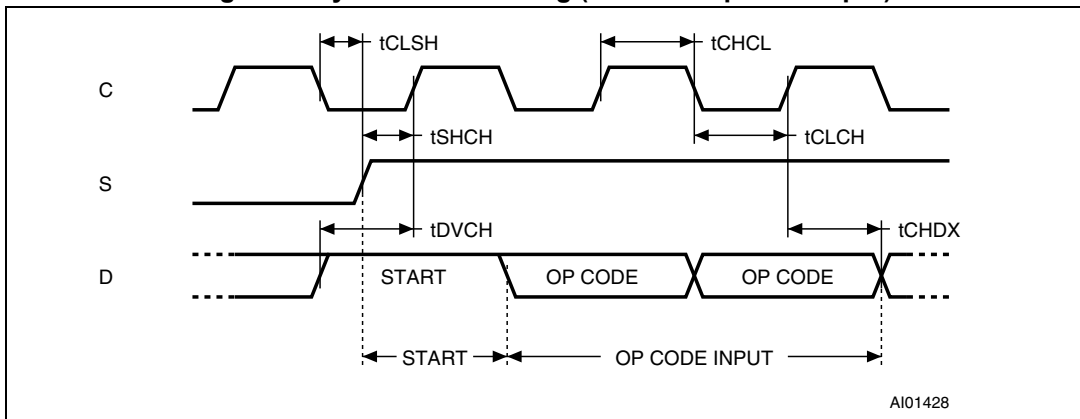 tCLSH
tCHCL
C
tSHCH
tCLCH
S
tDVCH
tCHDX
D
START
OP CODE
OP CODE
START
OP CODE INPUT
AI01428